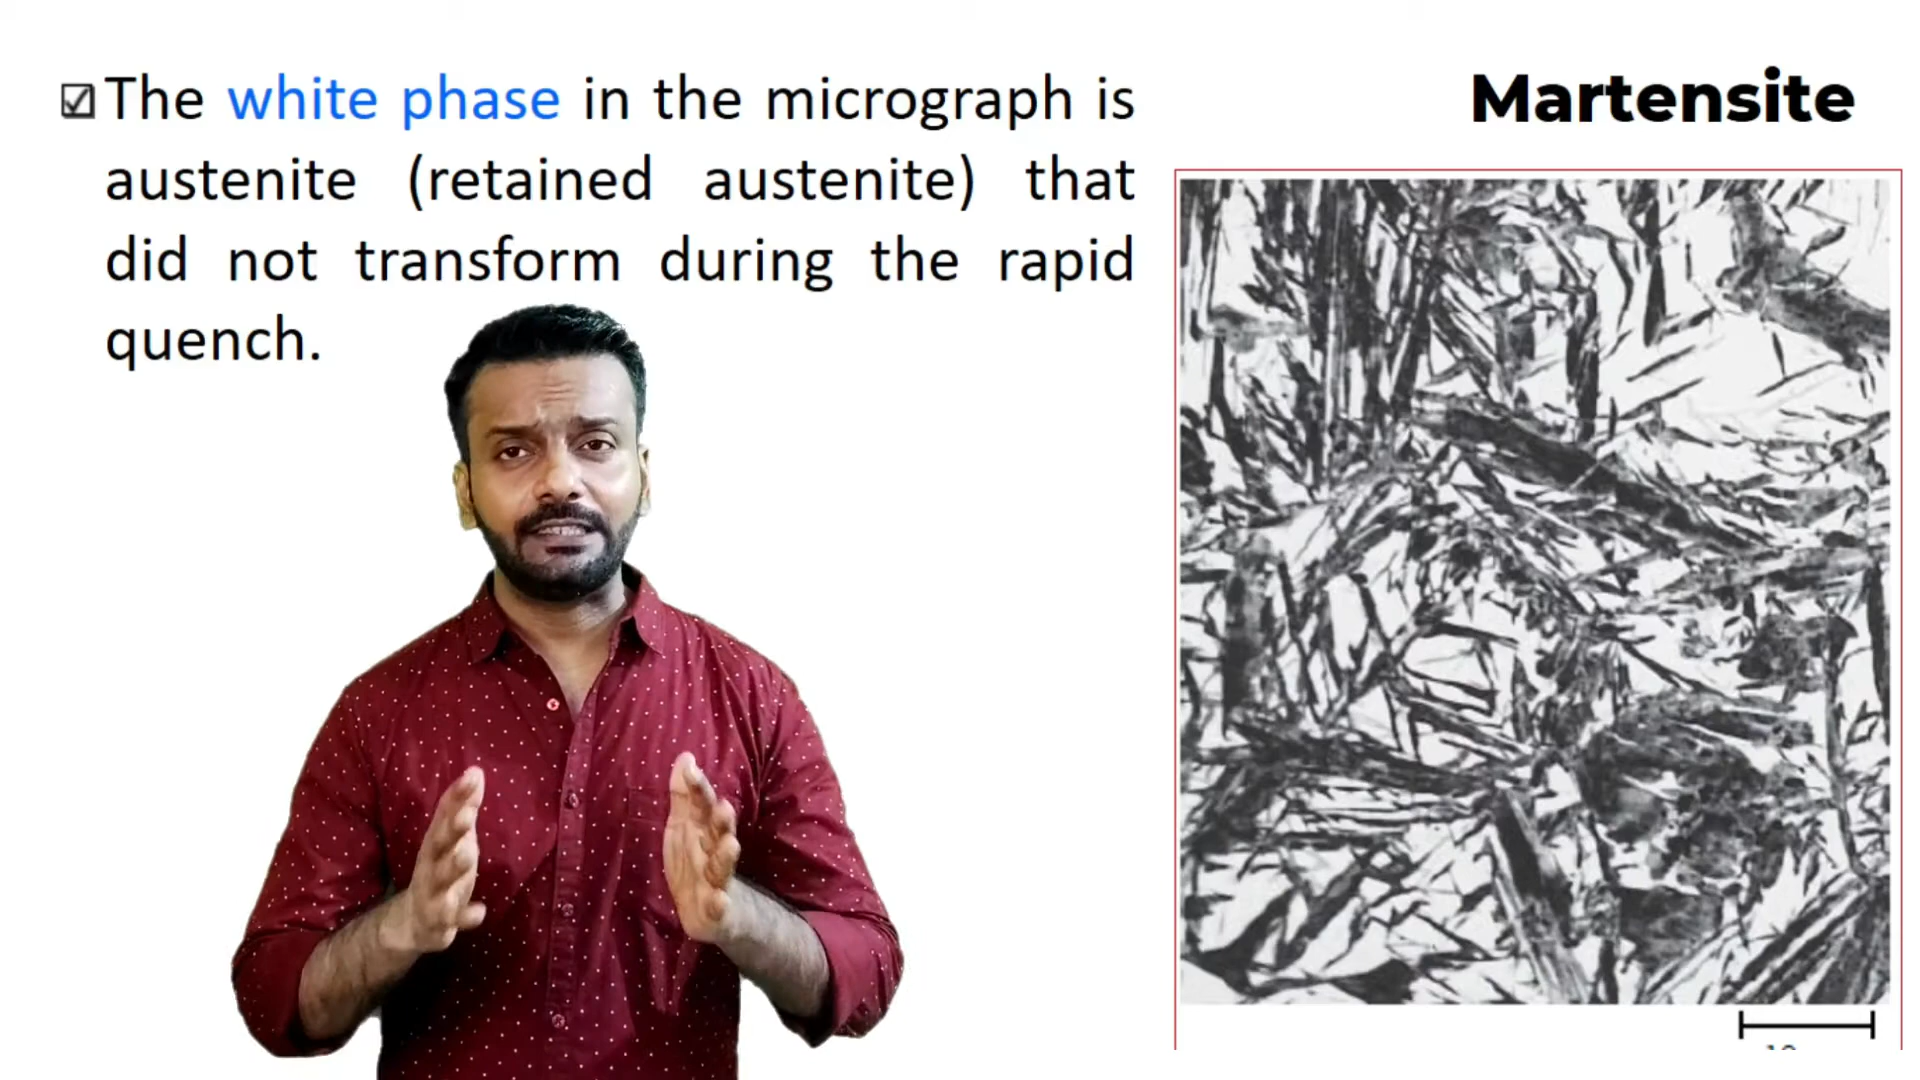 The white phase in the micrograph is
austenite (retained austenite) that
did not transform during the rapid
quench.
Martensite